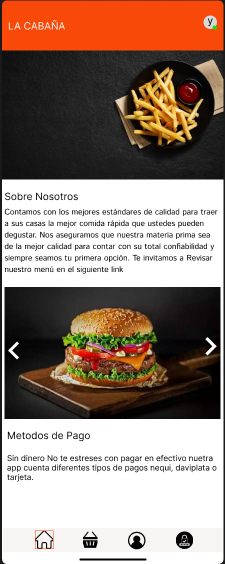 LA CABAÑA
y
Sobre Nosotros
Contamos con los mejores estándares de calidad para traer
a sus casas la mejor comida rápida que ustedes pueden
degustar. Nos aseguramos que nuestra materia prima sea
de la mejor calidad para contar con su total confiabilidad y
siempre seamos tu primera opción. Te invitamos a Revisar
nuestro menú en el siguiente link
Metodos de Pago
Sin dinero No te estreses con pagar en efectivo nuetra
app cuenta diferentes tipos de pagos nequi, daviplata o
tarjeta.